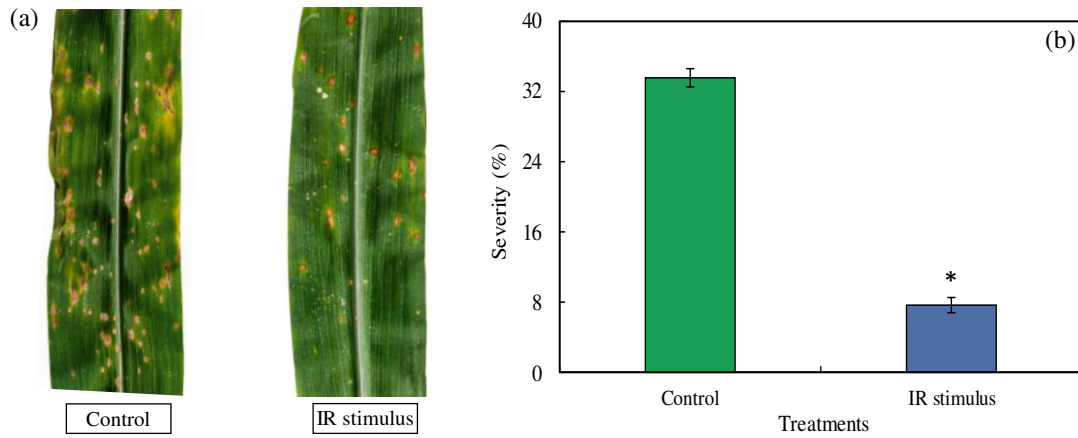 (a)
Control
IR stimulus
(b)
Severity (%)
40
32
24
16
8
0
*
Control
IR stimulus
Treatments